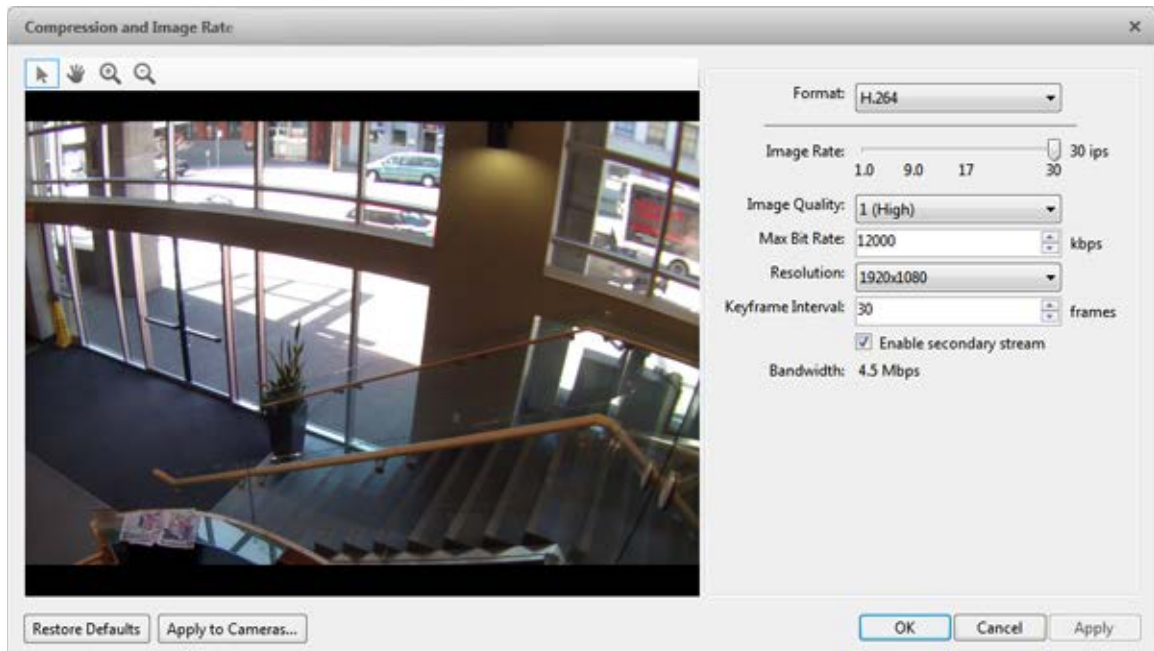 Compression and Image Rate
Format: H.264
Image Rate: 30 ips
1.0 9.0 17 30
Image Quality: 1 (High)
Max Bit Rate: 12000 kbps
Resolution: 1920x1080
Keyframe Interval: 30 frames
Enable secondary stream
Bandwidth: 4.5 Mbps
Restore Defaults Apply to Cameras... OK Cancel Apply